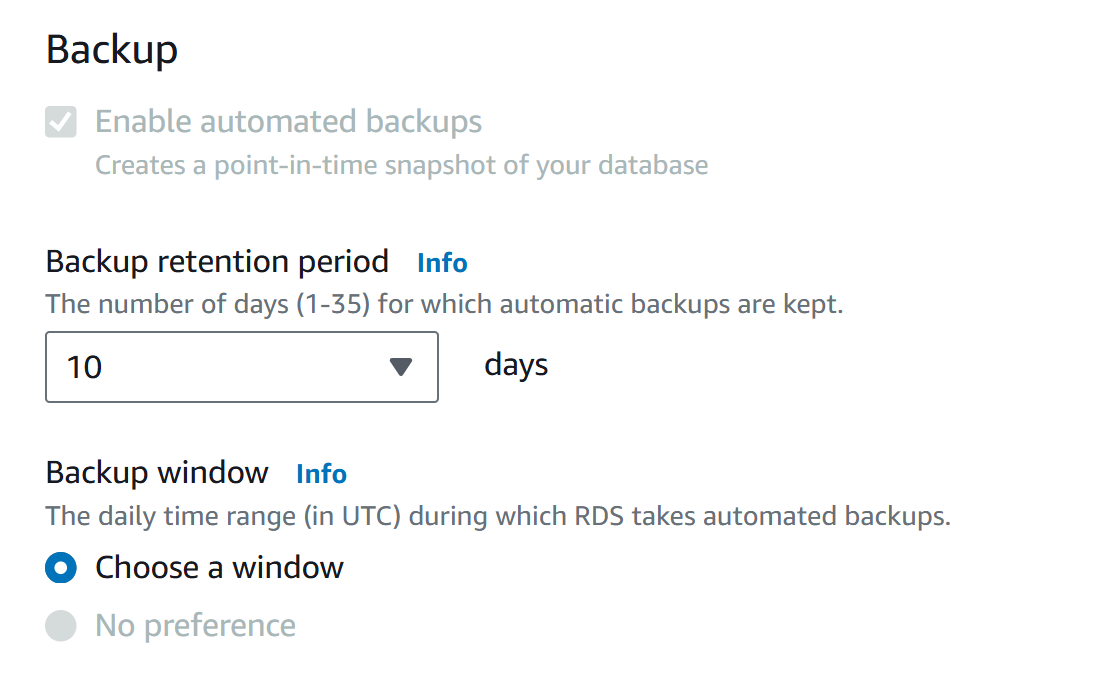 Backup
Enable automated backups
Creates a point-in-time snapshot of your database
Backup retention period Info
The number of days (1-35) for which automatic backups are kept.
10 days
Backup window Info
The daily time range (in UTC) during which RDS takes automated backups.
Choose a window
No preference